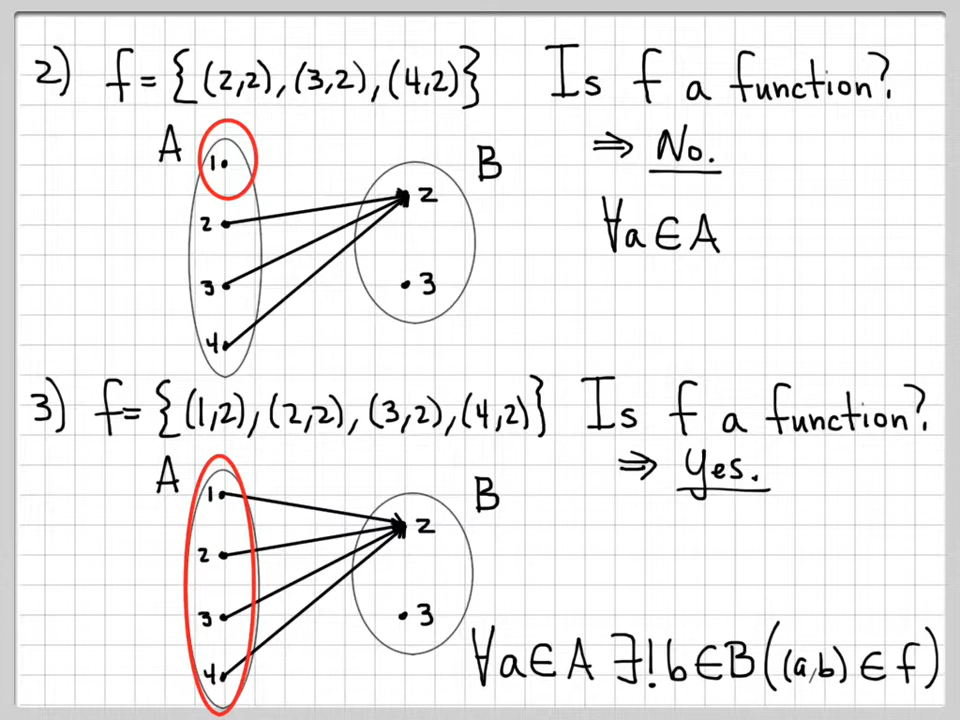 2) f = {(2,2), (3,2), (4,2)} Is f a function?
⇒ No.
∀a ∈ A
A
B
1
2
3
4
2
3
3) f = {(1,2), (2,2), (3,2), (4,2)} Is f a function?
⇒ Yes.
A
B
1
2
3
4
2
3
∀a ∈ A ∃! b ∈ B ((a,b) ∈ f)